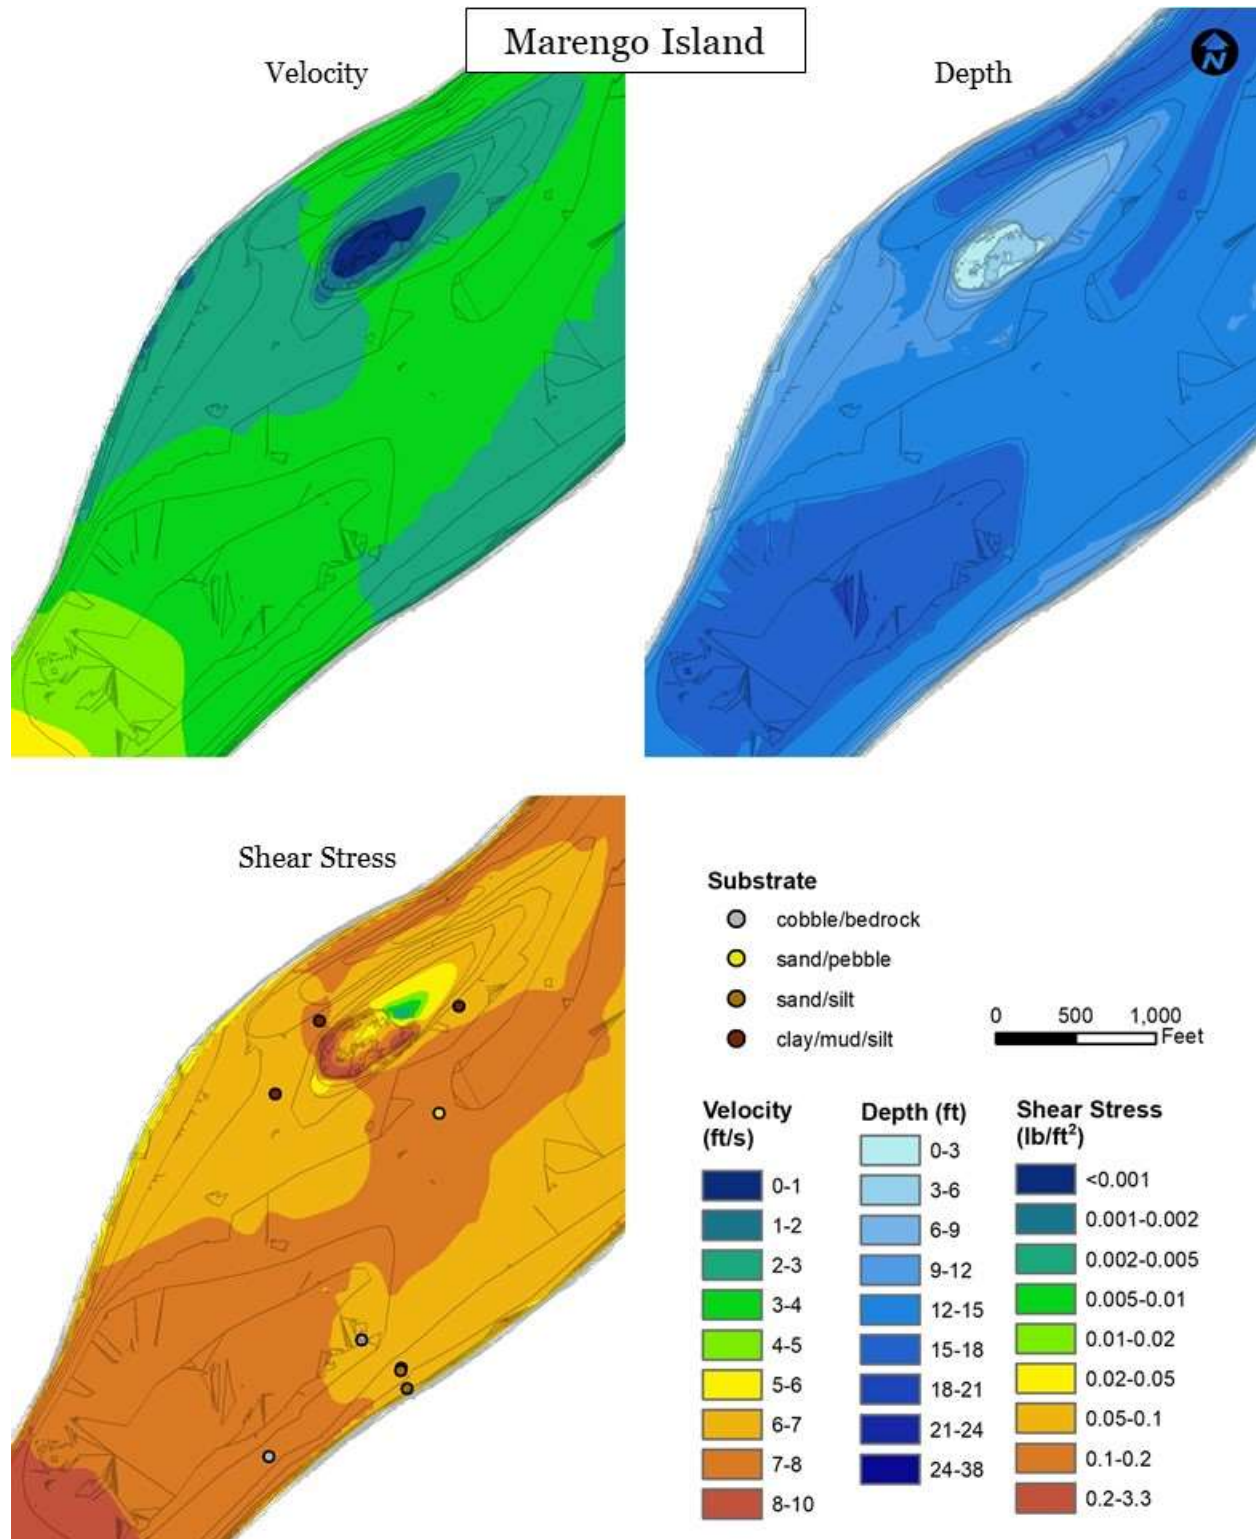 Marengo Island
Velocity
Depth
N
Shear Stress
Substrate
cobble/bedrock
sand/pebble
sand/silt
clay/mud/silt
0 500 1,000
Feet
Velocity
(ft/s)
0-1
1-2
2-3
3-4
4-5
5-6
6-7
7-8
8-10
Depth (ft)
0-3
3-6
6-9
9-12
12-15
15-18
18-21
21-24
24-38
Shear Stress
(lb/ft²)
<0.001
0.001-0.002
0.002-0.005
0.005-0.01
0.01-0.02
0.02-0.05
0.05-0.1
0.1-0.2
0.2-3.3